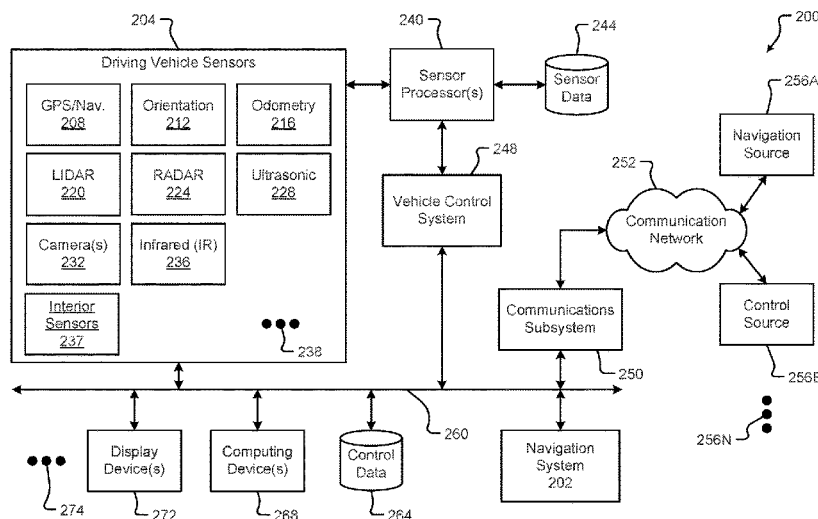 204
240
244
200
Driving Vehicle Sensors
GPS/Nav.
208
Orientation
212
Odometry
216
LIDAR
220
RADAR
224
Ultrasonic
228
Camera(s)
232
Infrared (IR)
236
Interior
Sensors
237
238
Sensor
Processor(s)
Sensor
Data
248
Vehicle Control
System
252
Communication
Network
256A
Navigation
Source
Control
Source
256B
256N
Communications
Subsystem
250
260
Display
Device(s)
272
Computing
Device(s)
268
Control
Data
264
Navigation
System
202
274